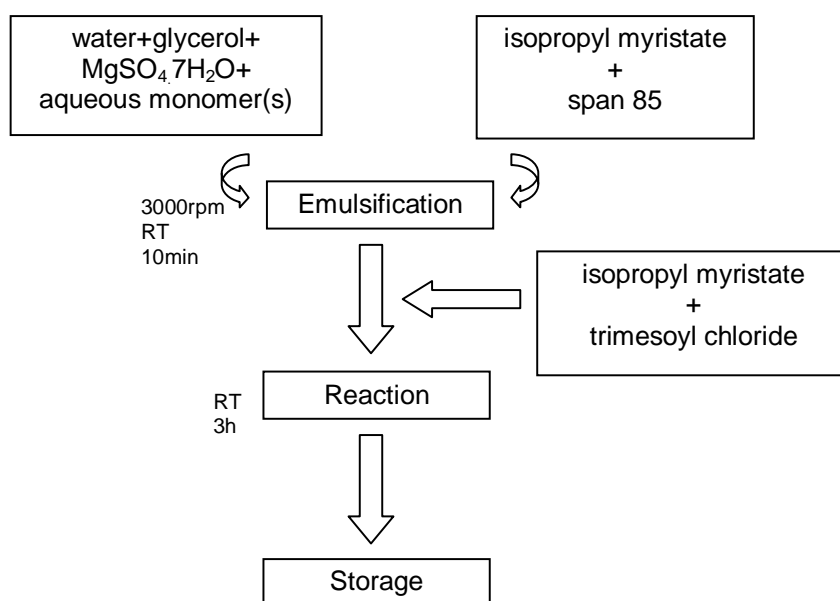 water+glycerol+
MgSO₄.7H₂O+
aqueous monomer(s)
isopropyl myristate
+
span 85
3000rpm
RT
10min
Emulsification
isopropyl myristate
+
trimesoyl chloride
RT
3h
Reaction
Storage